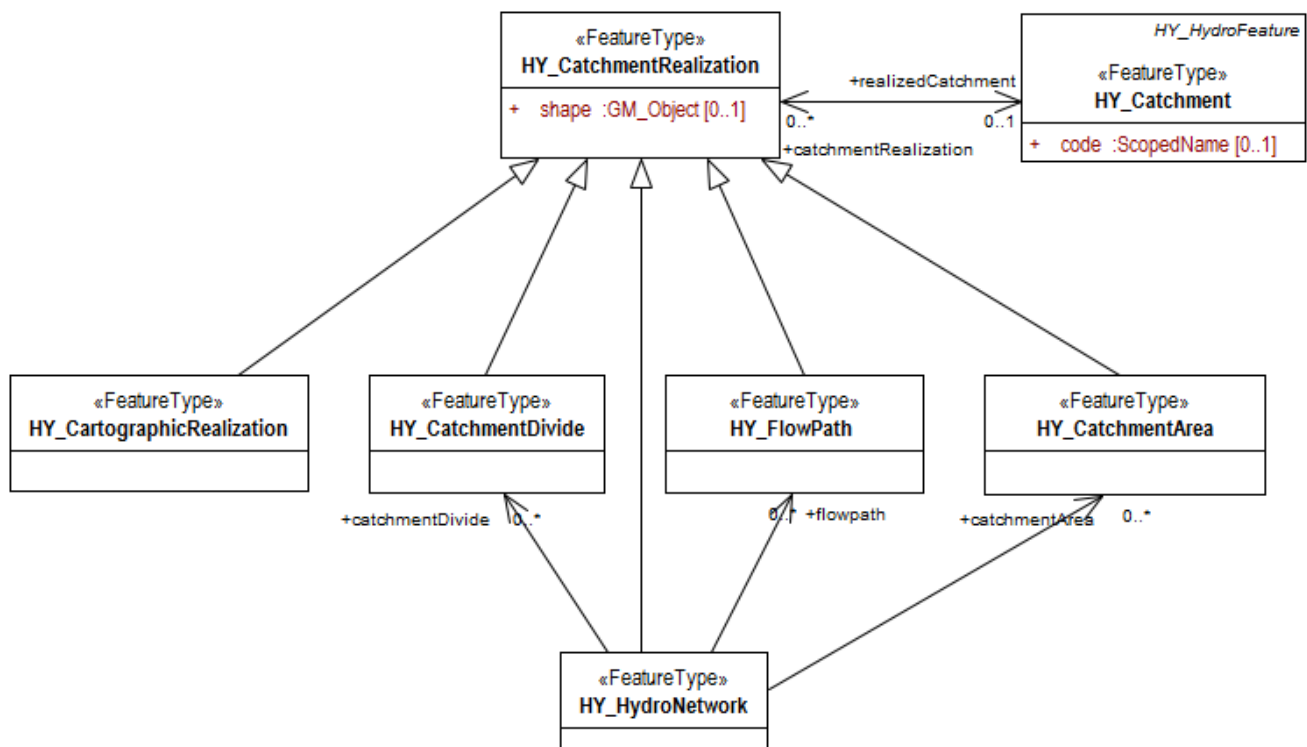 «FeatureType»
HY_CatchmentRealization
+ shape :GM_Object [0..1]
HY_HydroFeature
«FeatureType»
HY_Catchment
+ code :ScopedName [0..1]
+realizedCatchment
0..*
0..1
+catchmentRealization
«FeatureType»
HY_CartographicRealization
«FeatureType»
HY_CatchmentDivide
«FeatureType»
HY_FlowPath
«FeatureType»
HY_CatchmentArea
+catchmentDivide
0..*
0..*
+flowpath
+catchmentArea
0..*
«FeatureType»
HY_HydroNetwork